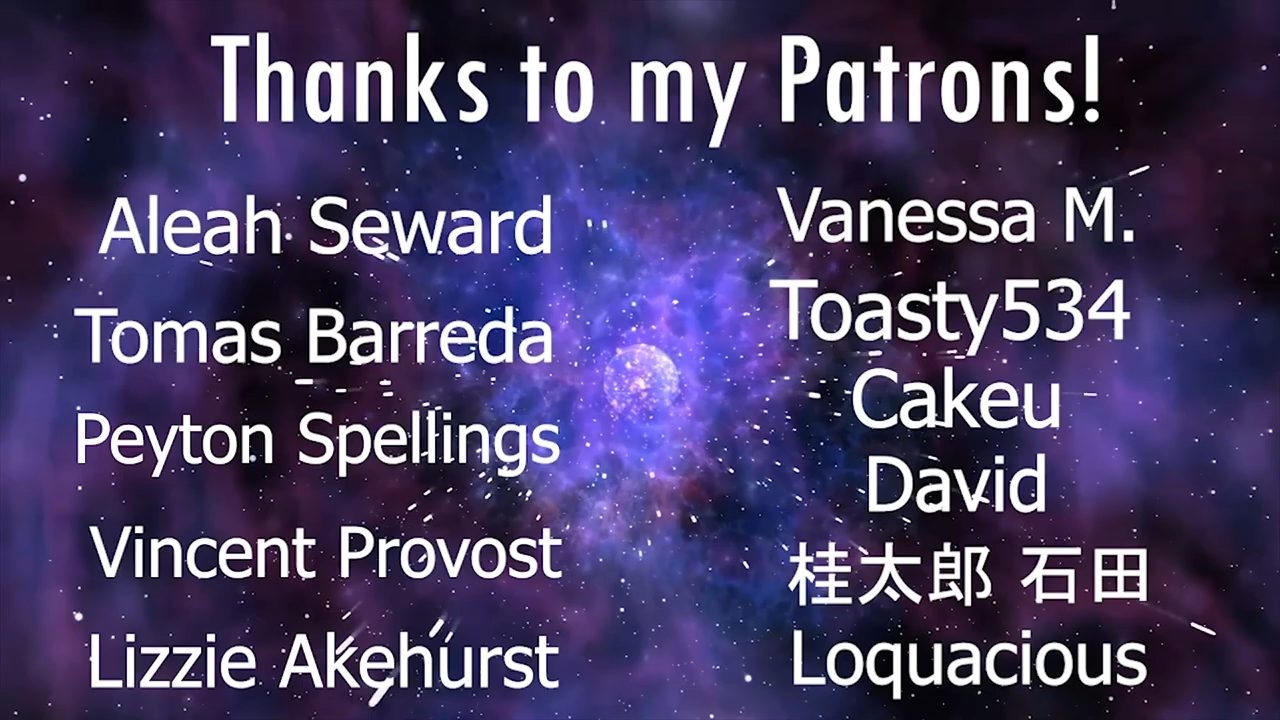 Thanks to my Patrons!
Aleah Seward
Tomas Barreda
Peyton Spellings
Vincent Provost
Lizzie Akehurst
Vanessa M.
Toasty534
Cakeu
David
桂太郎 石田
Loquacious